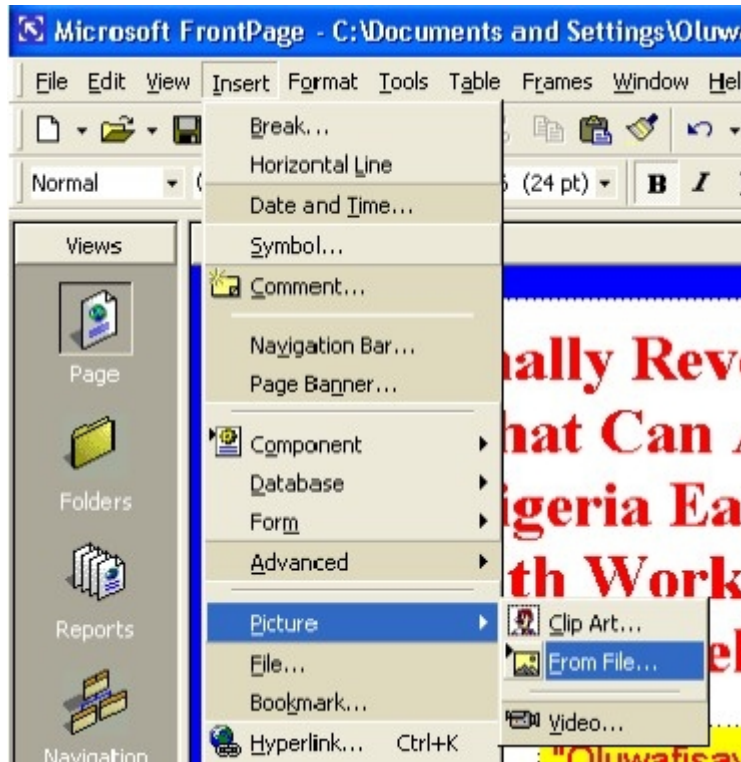 Microsoft FrontPage - C:\Documents and Settings\Oluwa
File Edit View Insert Format Tools Table Frames Window Hel
Normal
(24 pt) B I
Views
Page
Folders
Reports
Navigation
Break...
Horizontal Line
Date and Time...
Symbol...
Comment...
Navigation Bar...
Page Banner...
Component
Database
Form
Advanced
Picture
File...
Bookmark...
Hyperlink... Ctrl+K
Clip Art...
From File...
Video...
ally Rev
hat Can
igeria Ea
th Work
el
"Oluwafisay